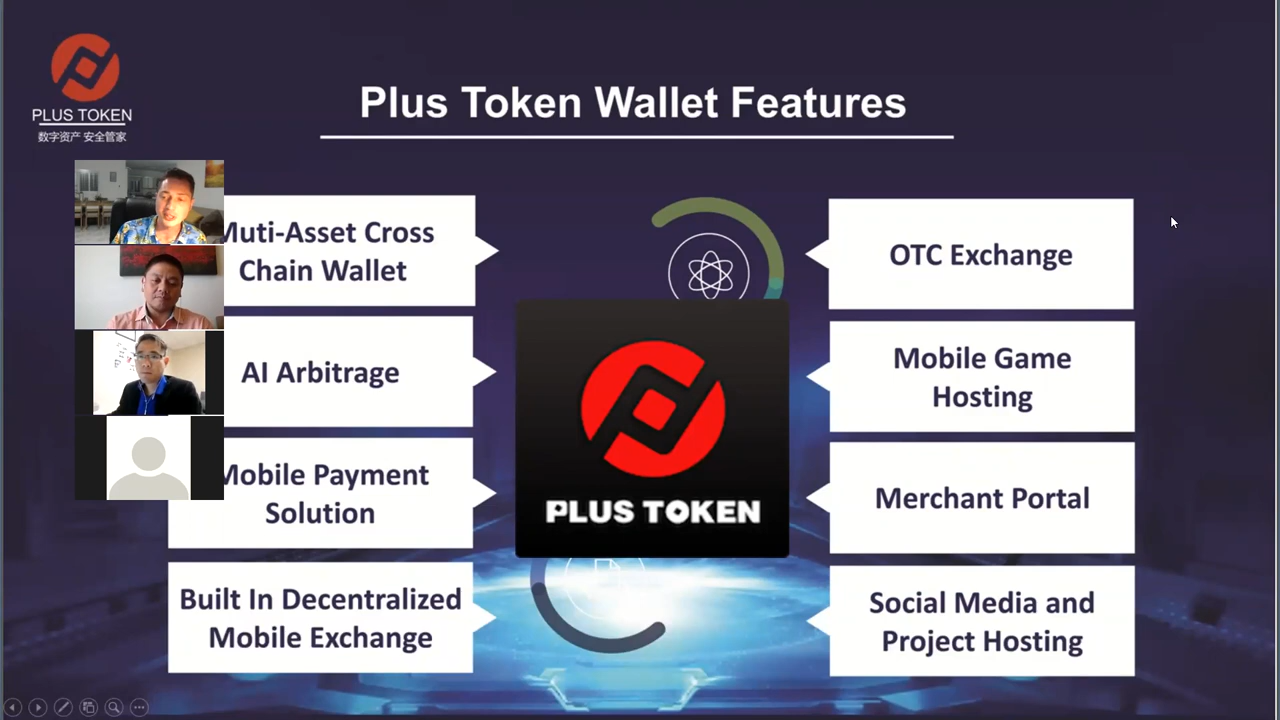 PLUS TOKEN
数字资产 安全管家
Plus Token Wallet Features
Muti-Asset Cross
Chain Wallet
AI Arbitrage
Mobile Payment
Solution
Built In Decentralized
Mobile Exchange
PLUS TOKEN
OTC Exchange
Mobile Game
Hosting
Merchant Portal
Social Media and
Project Hosting